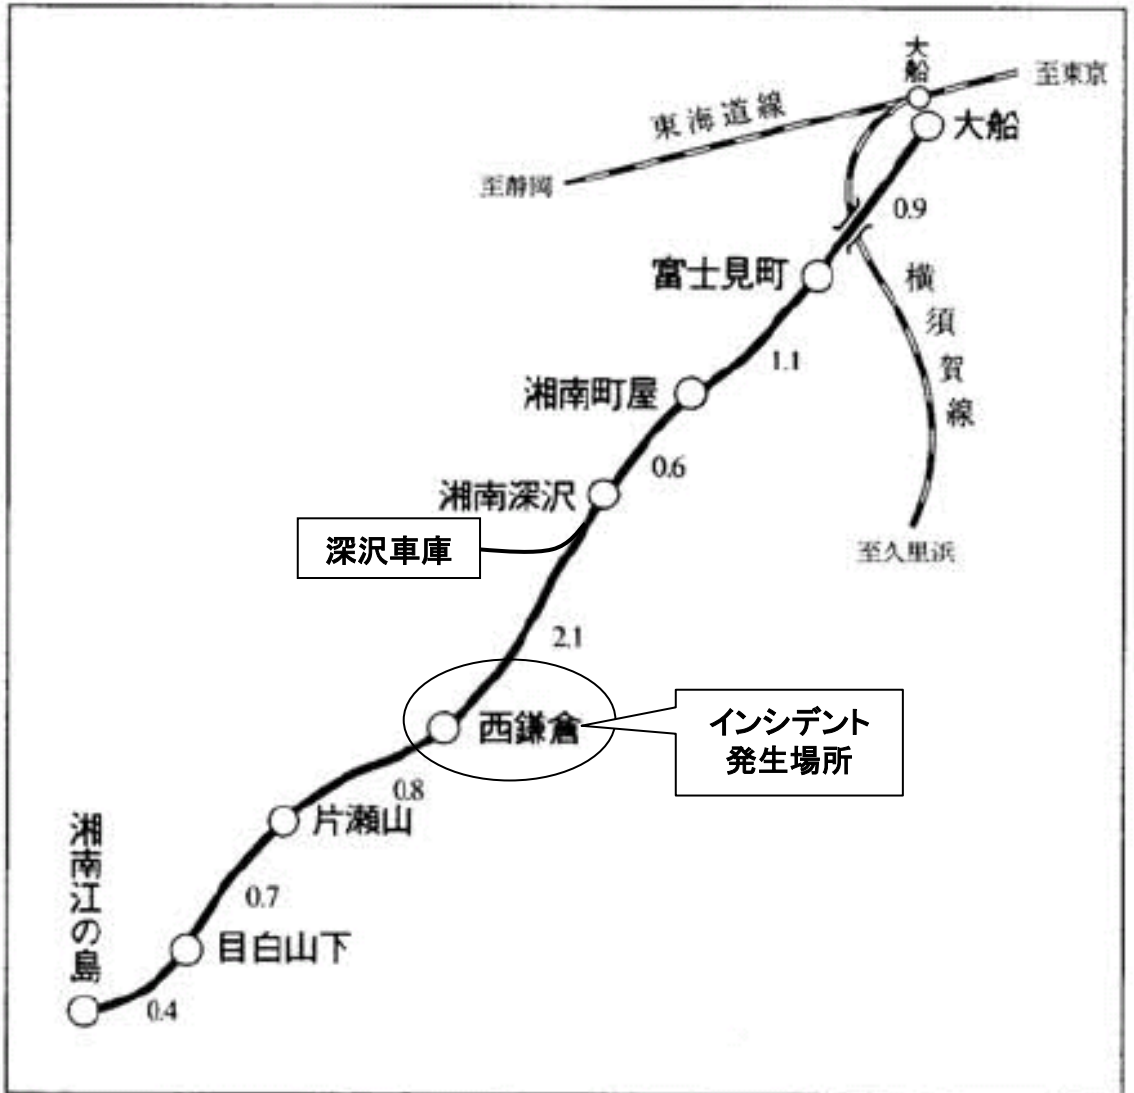 大船
至東京
東海道線
大船
至静岡
0.9
富士見町
横須賀線
1.1
湘南町屋
0.6
湘南深沢
深沢車庫
至久里浜
2.1
西鎌倉
インシデント
発生場所
0.8
片瀬山
湘南江の島
0.7
目白山下
0.4